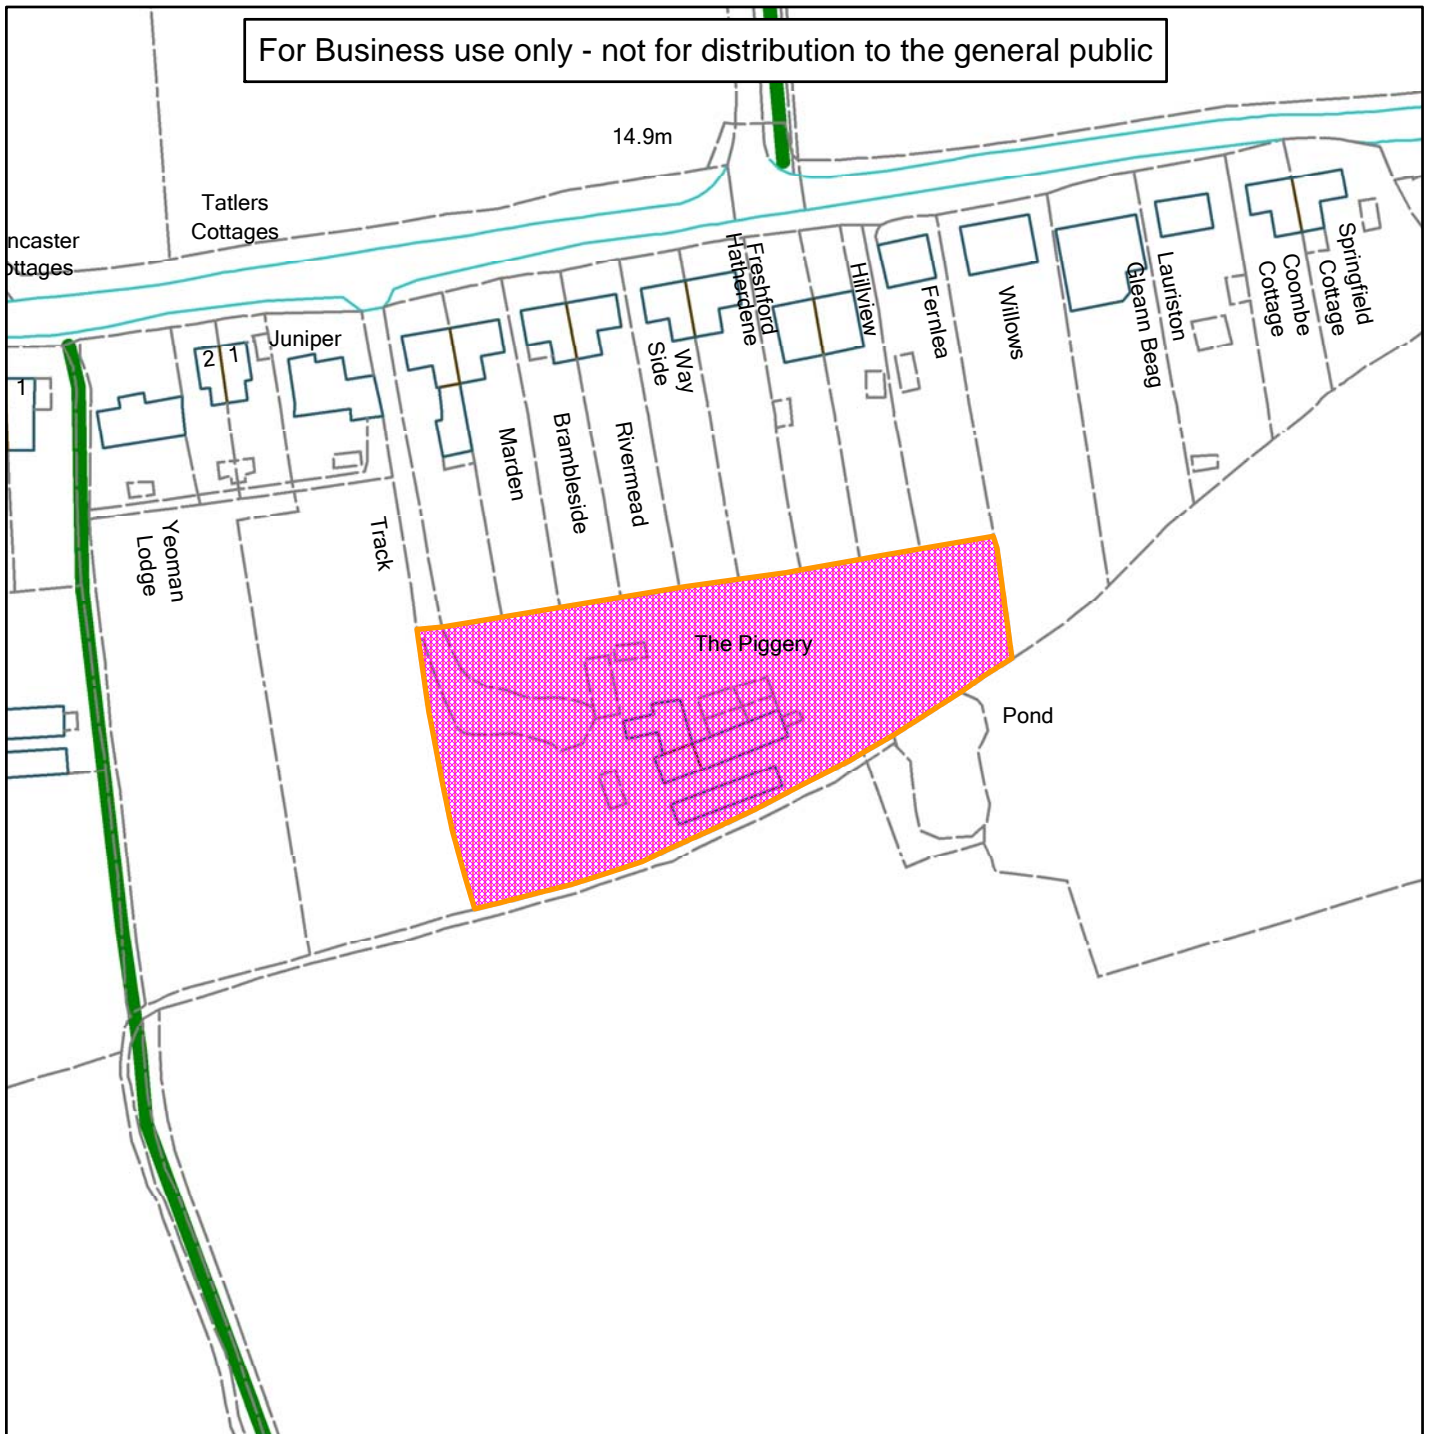 For Business use only - not for distribution to the general public
14.9m
Tatlers
Cottages
ncaster
ottages
Juniper
2
1
1
Freshford
Hatherdene
Hillview
Fernlea
Willows
Gleann Beag
Lauriston
Coombe
Cottage
Springfield
Cottage
Way
Side
Marden
Brambleside
Rivermead
Yeoman
Lodge
Track
The Piggery
Pond